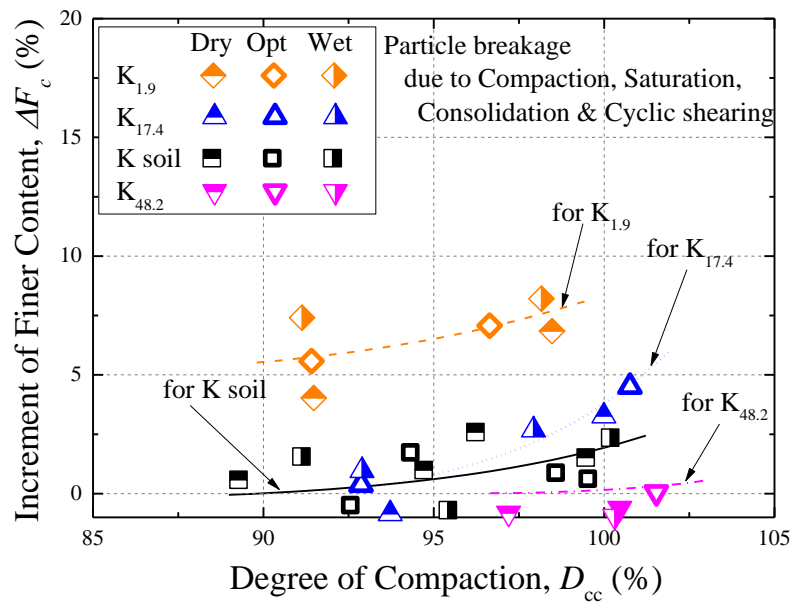 Dry Opt Wet
K1.9
K17.4
K soil
K48.2
Particle breakage
due to Compaction, Saturation,
Consolidation & Cyclic shearing
for K1.9
for K17.4
for K soil
for K48.2
20
15
10
5
0
85 90 95 100 105
Increment of Finer Content, ΔFc (%)
Degree of Compaction, Dcc (%)